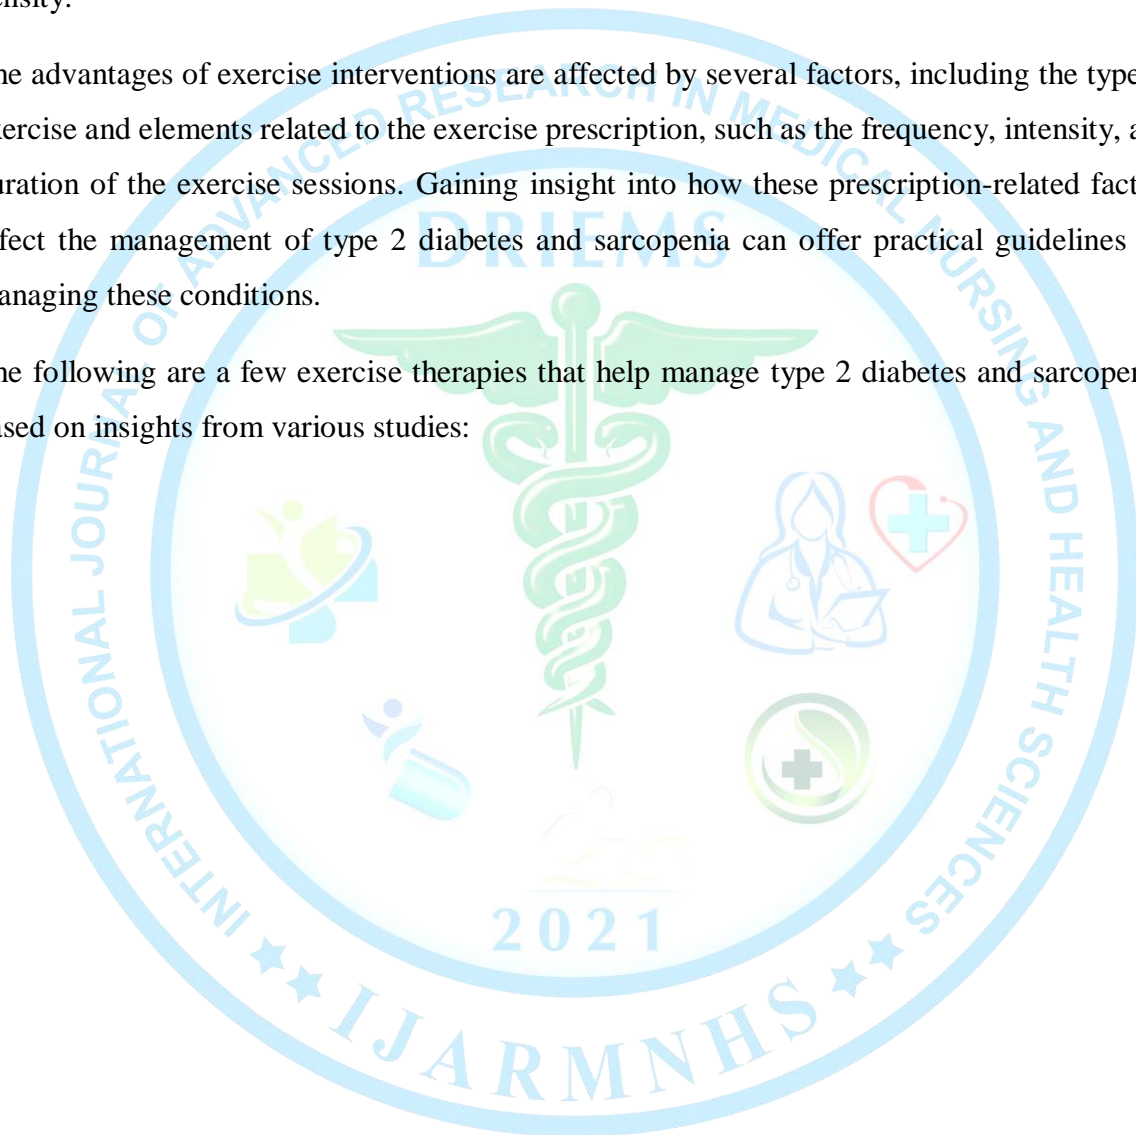 ensity.
he advantages of exercise interventions are affected by several factors, including the type
xercise and elements related to the exercise prescription, such as the frequency, intensity, a
uration of the exercise sessions. Gaining insight into how these prescription-related fact
ffect the management of type 2 diabetes and sarcopenia can offer practical guidelines
anaging these conditions.
he following are a few exercise therapies that help manage type 2 diabetes and sarcopen
ased on insights from various studies:
INTERNATIONAL JOURNAL OF ADVANCED RESEARCH IN MEDICAL NURSING AND HEALTH SCIENCES
DRIEMS
2021
IJARMNHS